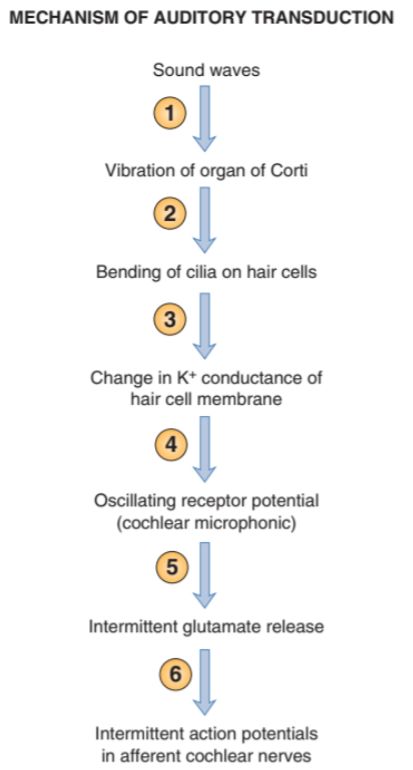 MECHANISM OF AUDITORY TRANSDUCTION
Sound waves
1
Vibration of organ of Corti
2
Bending of cilia on hair cells
3
Change in K⁺ conductance of
hair cell membrane
4
Oscillating receptor potential
(cochlear microphonic)
5
Intermittent glutamate release
6
Intermittent action potentials
in afferent cochlear nerves